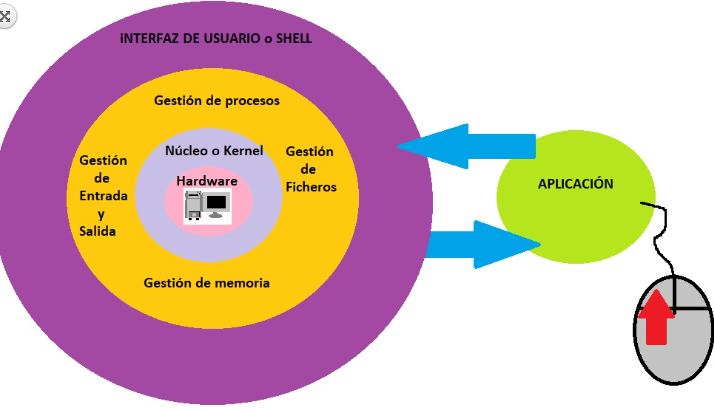 iNTERFAZ DE USUARIO o SHELL
Gestión de procesos
Núcleo o Kernel
Hardware
Gestión
de
Entrada
y
Salida
Gestión
de
Ficheros
Gestión de memoria
APLICACIÓN